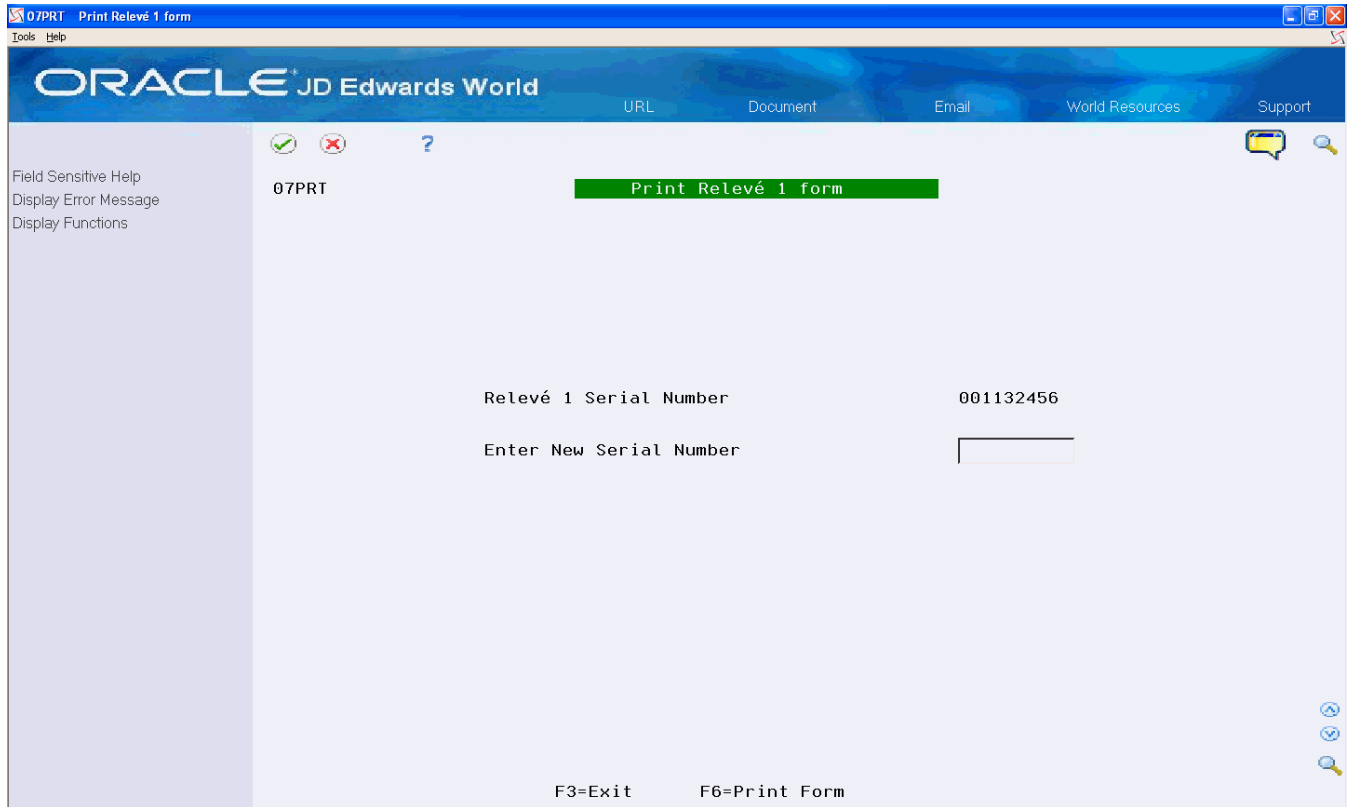 07PRT Print Relevé 1 form
Tools Help
ORACLE JD Edwards World
URL Document Email World Resources Support
?
Field Sensitive Help
Display Error Message
Display Functions
07PRT Print Relevé 1 form
Relevé 1 Serial Number 001132456
Enter New Serial Number
F3=Exit F6=Print Form